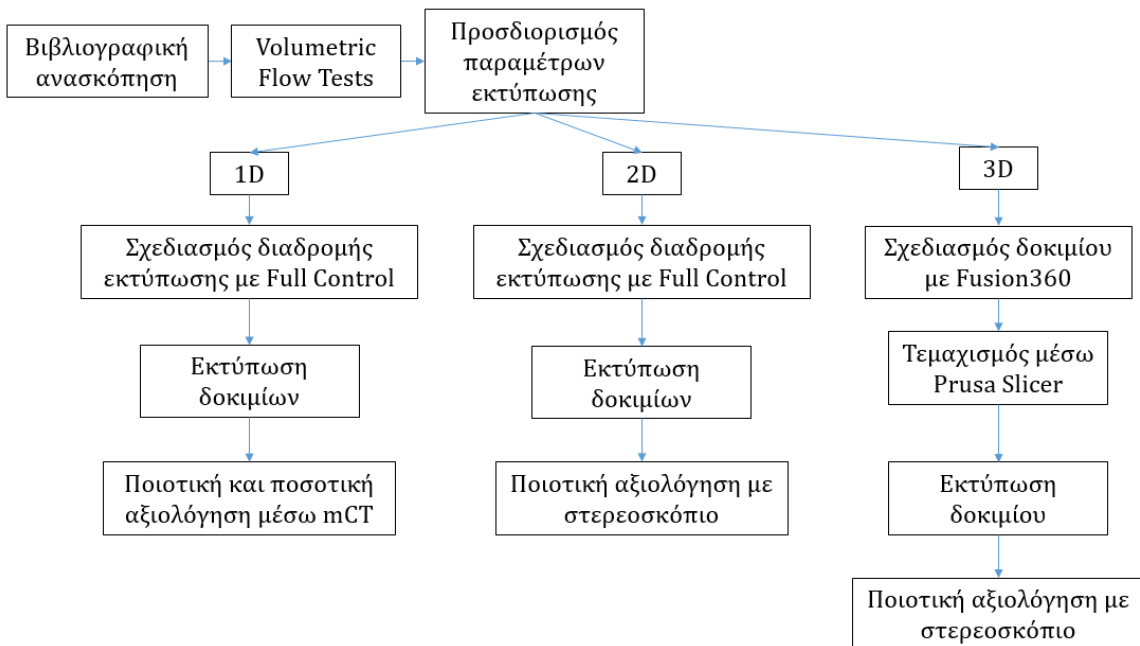 Βιβλιογραφική
ανασκόπηση
Volumetric
Flow Tests
Προσδιορισμός
παραμέτρων
εκτύπωσης
1D
2D
3D
Σχεδιασμός διαδρομής
εκτύπωσης με Full Control
Σχεδιασμός διαδρομής
εκτύπωσης με Full Control
Σχεδιασμός δοκιμίου
με Fusion360
Εκτύπωση
δοκιμίων
Εκτύπωση
δοκιμίων
Τεμαχισμός μέσω
Prusa Slicer
Ποιοτική και ποσοτική
αξιολόγηση μέσω mCT
Ποιοτική αξιολόγηση με
στερεοσκόπιο
Εκτύπωση
δοκιμίου
Ποιοτική αξιολόγηση με
στερεοσκόπιο